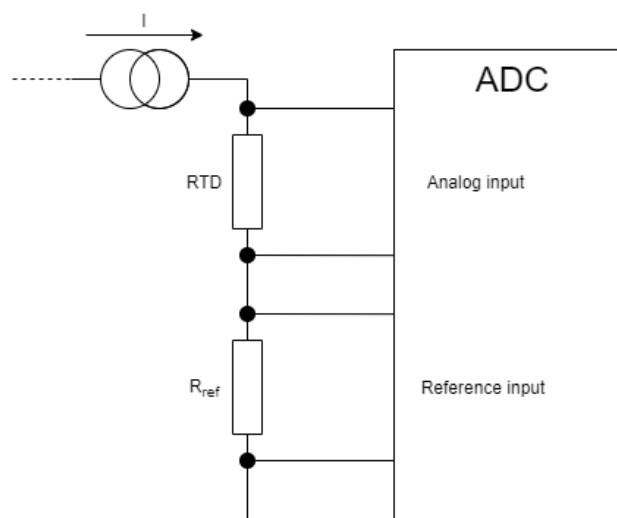 I
ADC
RTD
Analog input
Rref
Reference input